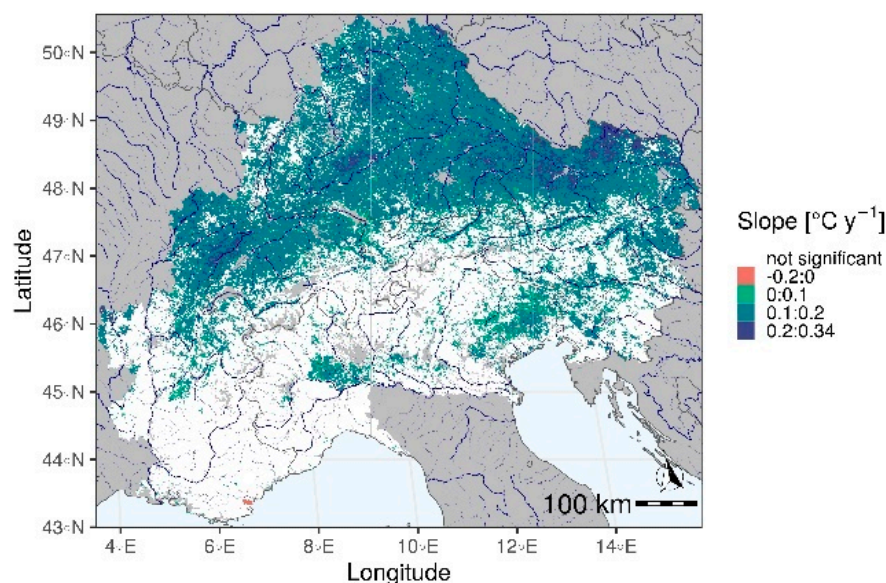 50°N
49°N
48°N
47°N
46°N
45°N
44°N
43°N
Latitude
4°E
6°E
8°E
10°E
12°E
14°E
Longitude
100 km
Slope [°C y⁻¹]
not significant
-0.2:0
0:0.1
0.1:0.2
0.2:0.34